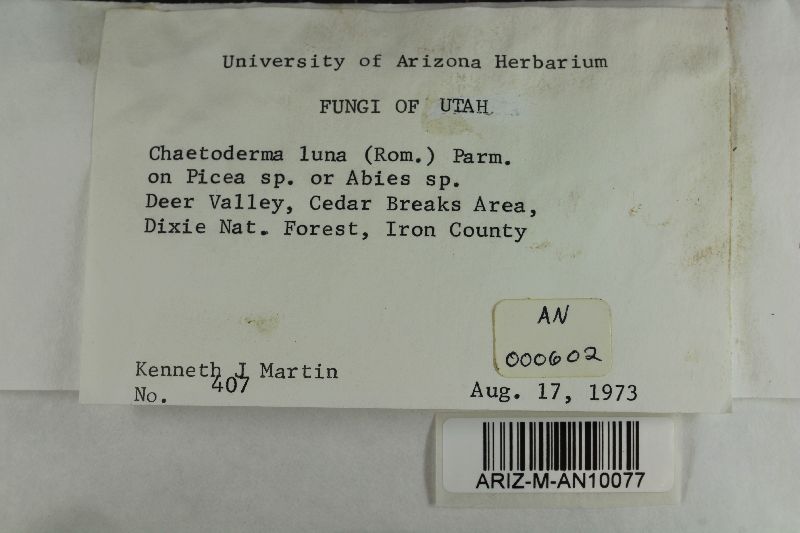 University of Arizona Herbarium
FUNGI OF UTAH
Chaetoderma luna (Rom.) Parm.
on Picea sp. or Abies sp.
Deer Valley, Cedar Breaks Area,
Dixie Nat. Forest, Iron County
AN
000602
Kenneth J Martin
No. 407
Aug. 17, 1973
ARIZ-M-AN10077